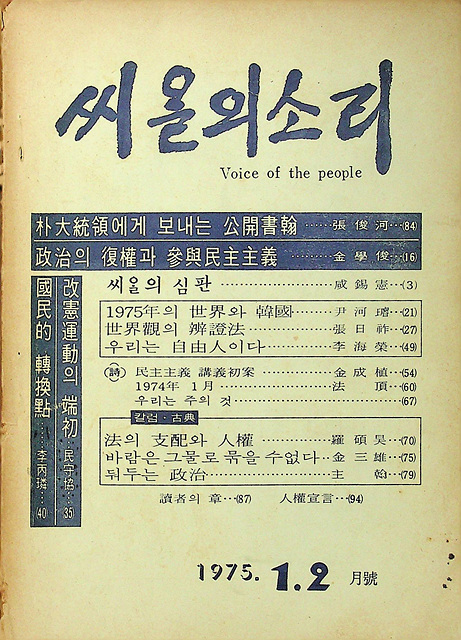 씨올의소리
Voice of the people
朴大統領에게 보내는 公開書翰……張俊河…(84)
政治의 復權과 參與民主主義……金學俊…(16)
改憲運動의 端初……民守協…(35)
國民的 轉換點……李丙璘…(40)
씨올의 심판……咸錫憲…(3)
1975年의 世界와 韓國……尹河璿…(21)
世界觀의 辨證法……張日祚…(27)
우리는 自由人이다……李海榮…(49)
(詩) 民主主義 講義初案……金成植…(54)
1974年 1月……法頂…(60)
우리는 주의 것……(67)
칼럼·古典
法의 支配와 人權……羅碩昊…(70)
바람은 그물로 묶을 수 없다…金三雄…(75)
둬두는 政治……主幹…(79)
讀者의 章…(87) 人權宣言…(94)
1975. 1.2 月號